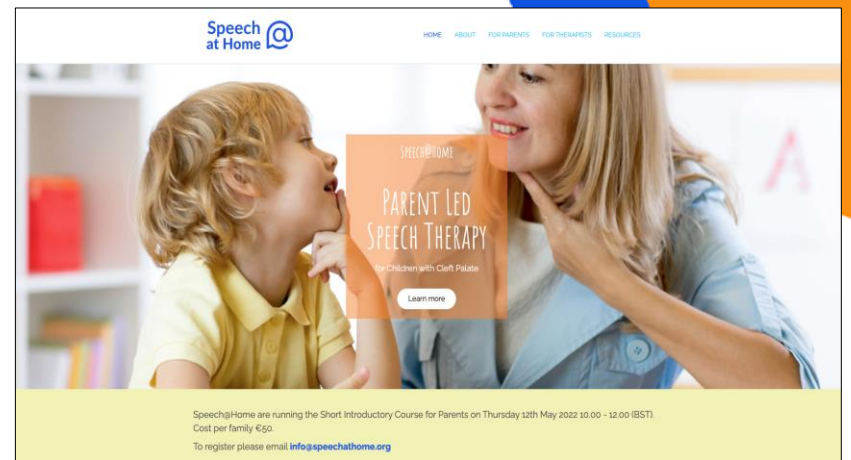 Speech @
at Home
HOME ABOUT FOR PARENTS FOR THERAPISTS RESOURCES
A
SPEECH@HOME
PARENT LED
SPEECH THERAPY
for Children with Cleft Palate
Learn more
Speech@Home are running the Short Introductory Course for Parents on Thursday 12th May 2022 10.00 - 12.00 (BST).
Cost per family €50.
To register please email info@speechathome.org